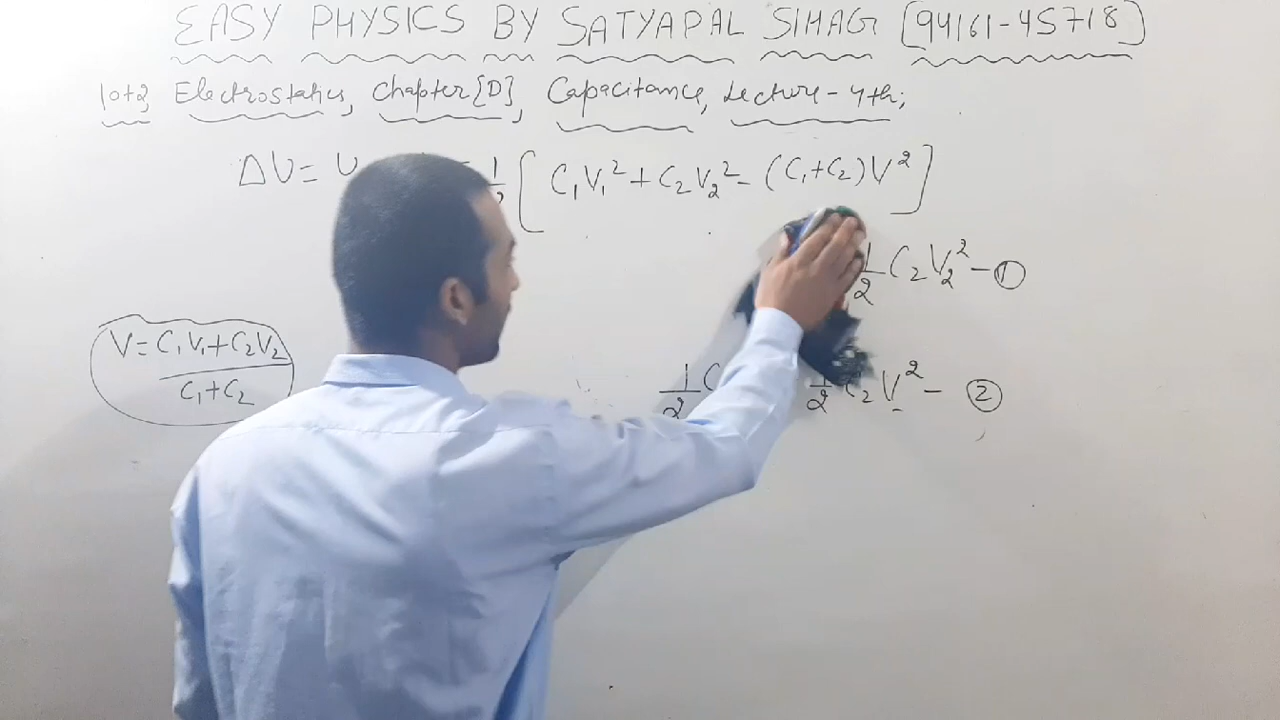 EASY PHYSICS BY SATYAPAL SIHAG [94161-45718]
10+2, Electrostatics, Chapter [D], Capacitance, Lecture - 4th;
ΔU = U = ½ [C₁V₁² + C₂V₂² - (C₁+C₂)V²]
½ C₂V₂² - ①
V = C₁V₁+C₂V₂ / C₁+C₂
½ C ½ C₂V² - ②